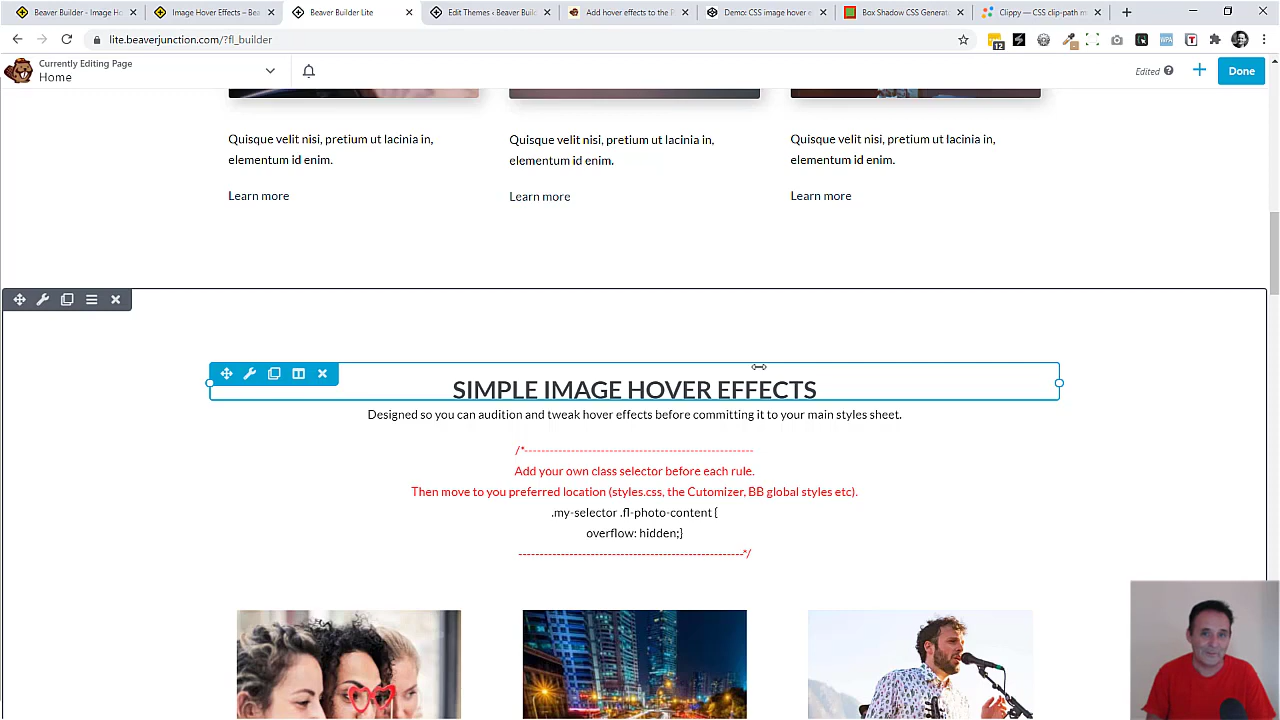 Beaver Builder - Image Ho
Image Hover Effects – Bea
Beaver Builder Lite
Edit Themes ‹ Beaver Buil
Add hover effects to the P
Demo: CSS image hover e
Box Shadow CSS Generat
Clippy — CSS clip-path m
lite.beaverjunction.com/?fl_builder
12
WPA
T
Currently Editing Page
Home
Edited
Done
Quisque velit nisi, pretium ut lacinia in,
elementum id enim.
Learn more
Quisque velit nisi, pretium ut lacinia in,
elementum id enim.
Learn more
Quisque velit nisi, pretium ut lacinia in,
elementum id enim.
Learn more
SIMPLE IMAGE HOVER EFFECTS
Designed so you can audition and tweak hover effects before committing it to your main styles sheet.
/*-----------------------------------------------------
Add your own class selector before each rule.
Then move to you preferred location (styles.css, the Cutomizer, BB global styles etc).
.my-selector .fl-photo-content {
overflow: hidden;}
-----------------------------------------------------*/